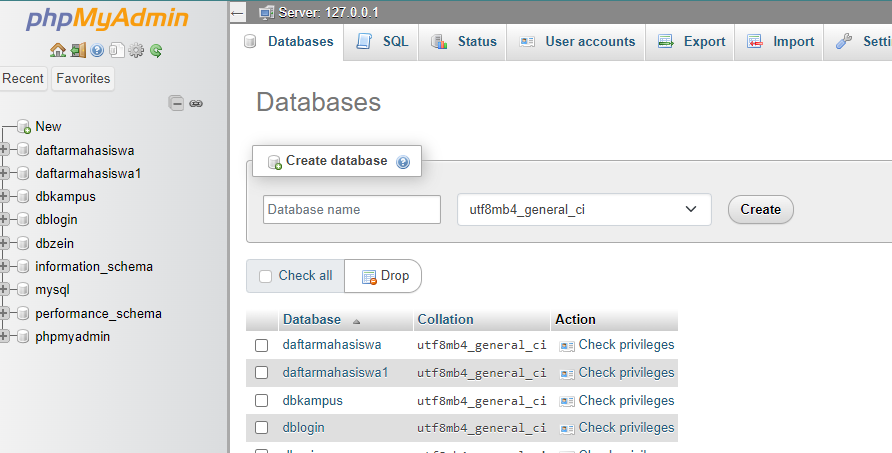 phpMyAdmin
Recent Favorites
New
daftarmahasiswa
daftarmahasiswa1
dbkampus
dblogin
dbzein
information_schema
mysql
performance_schema
phpmyadmin
Server: 127.0.0.1
Databases SQL Status User accounts Export Import Setti
Databases
Create database
Database name utf8mb4_general_ci Create
Check all Drop
Database Collation Action
daftarmahasiswa utf8mb4_general_ci Check privileges
daftarmahasiswa1 utf8mb4_general_ci Check privileges
dbkampus utf8mb4_general_ci Check privileges
dblogin utf8mb4_general_ci Check privileges